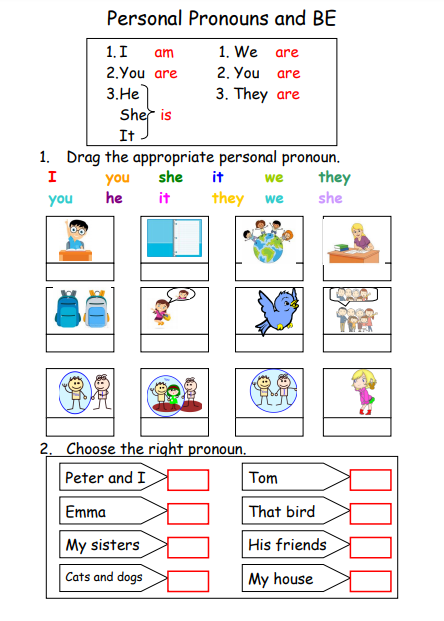 Personal Pronouns and BE
1. I am 1. We are
2.You are 2. You are
3.He 3. They are
She is
It
1. Drag the appropriate personal pronoun.
I you she it we they
you he it they we she
2. Choose the right pronoun.
Peter and I Tom
Emma That bird
My sisters His friends
Cats and dogs My house